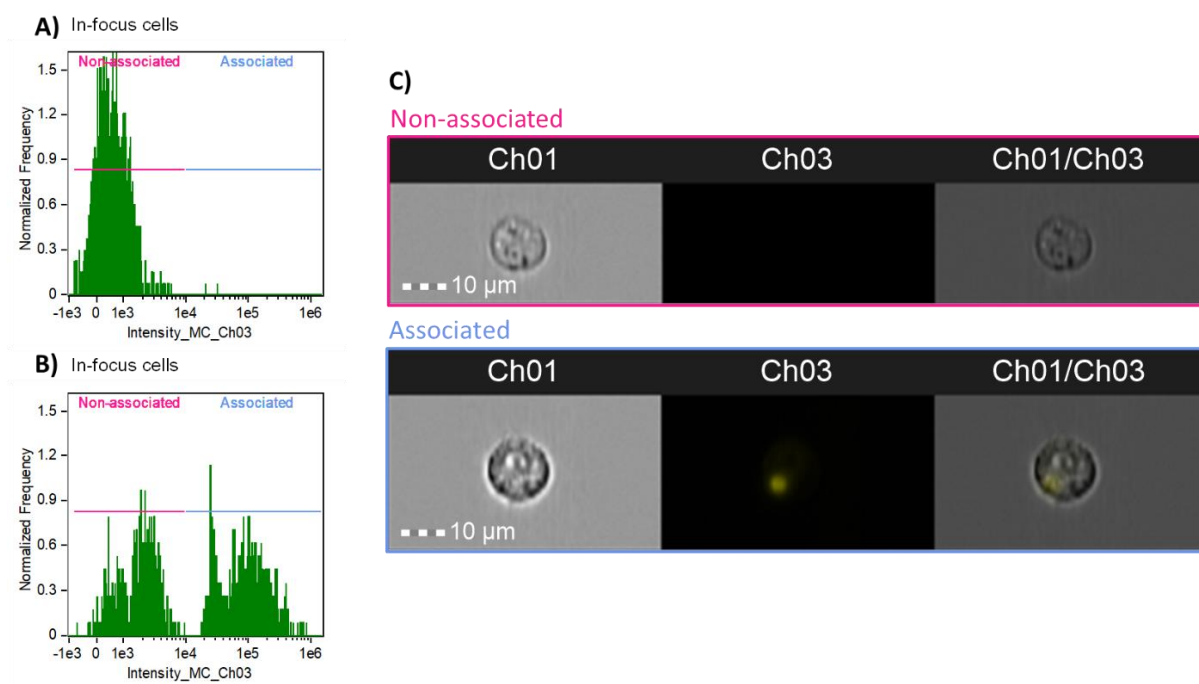 A) In-focus cells
Non-associated Associated
Normalized Frequency
1.5
1.2
0.9
0.6
0.3
0
-1e3 0 1e3 1e4 1e5 1e6
Intensity_MC_Ch03
B) In-focus cells
Non-associated Associated
Normalized Frequency
1.5
1.2
0.9
0.6
0.3
0
-1e3 0 1e3 1e4 1e5 1e6
Intensity_MC_Ch03
C)
Non-associated
Ch01 Ch03 Ch01/Ch03
10 μm
Associated
Ch01 Ch03 Ch01/Ch03
10 μm